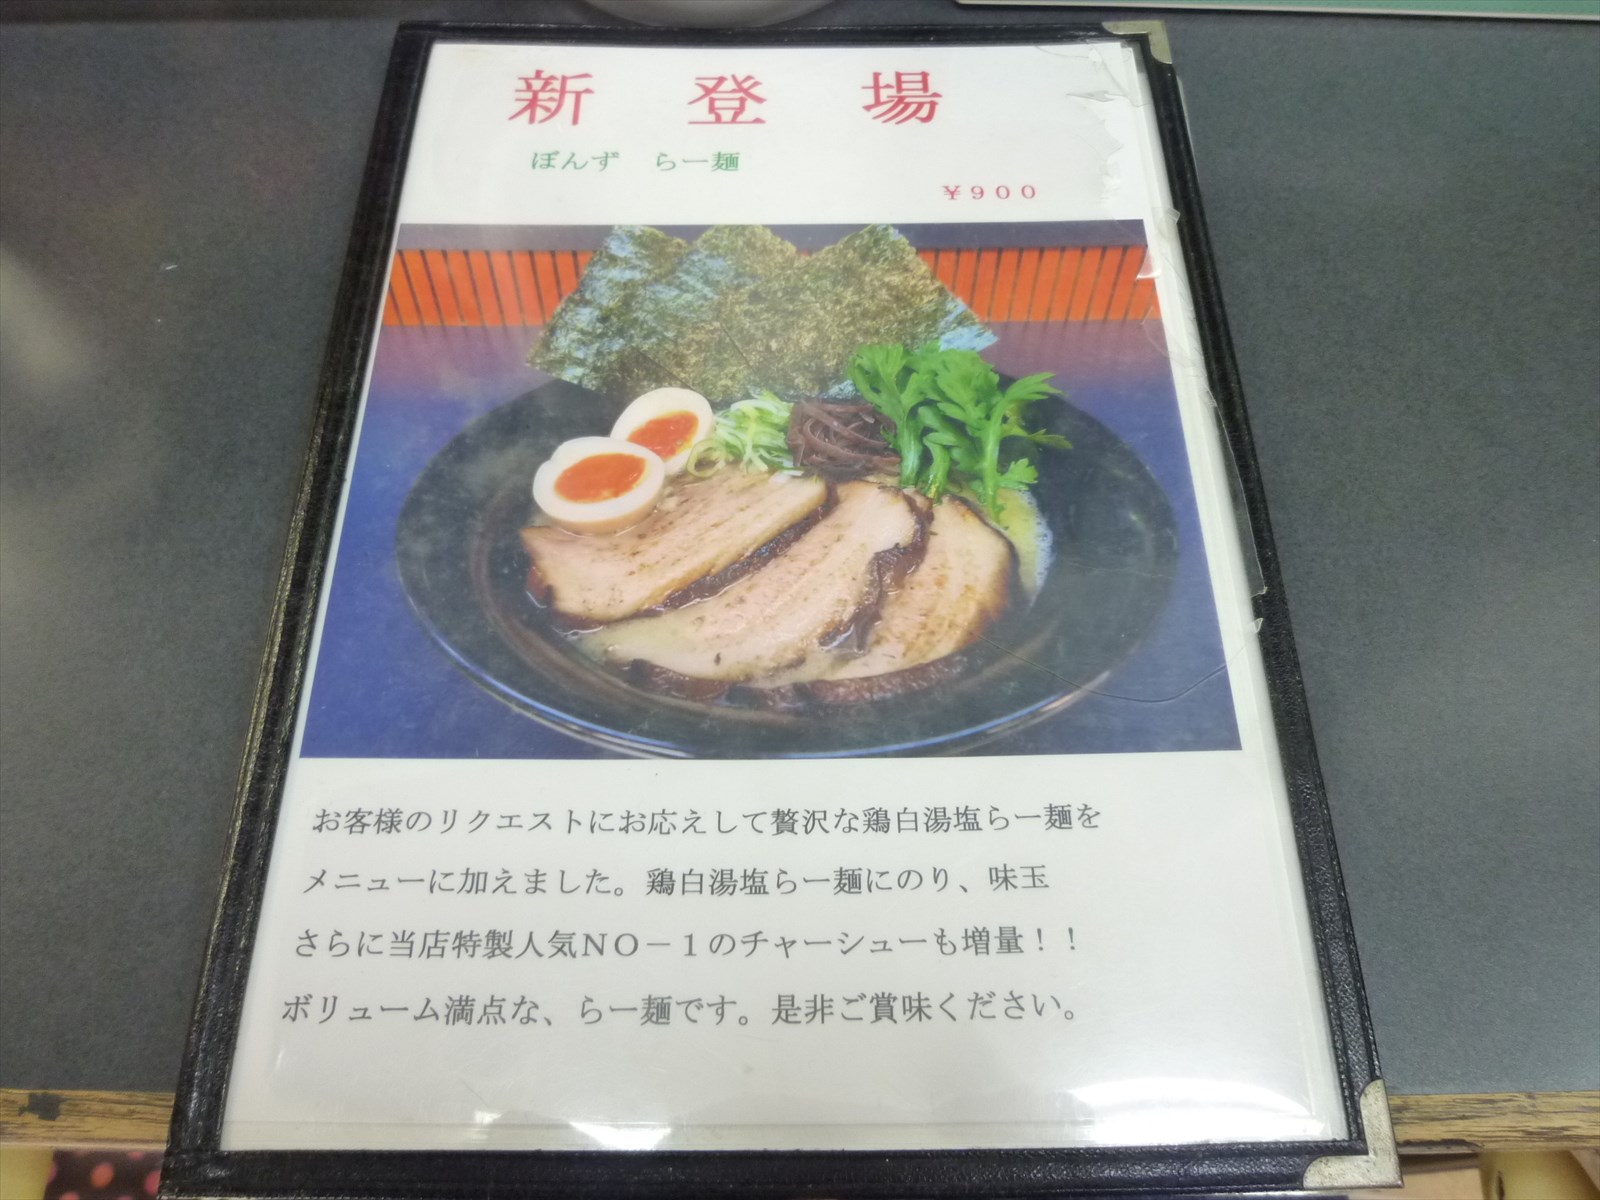 新 登 場
ぼんず らー麺
￥９００
お客様のリクエストにお応えして贅沢な鶏白湯塩らー麺を
メニューに加えました。鶏白湯塩らー麺にのり、味玉
さらに当店特製人気ＮＯ－１のチャーシューも増量！！
ボリューム満点な、らー麺です。是非ご賞味ください。